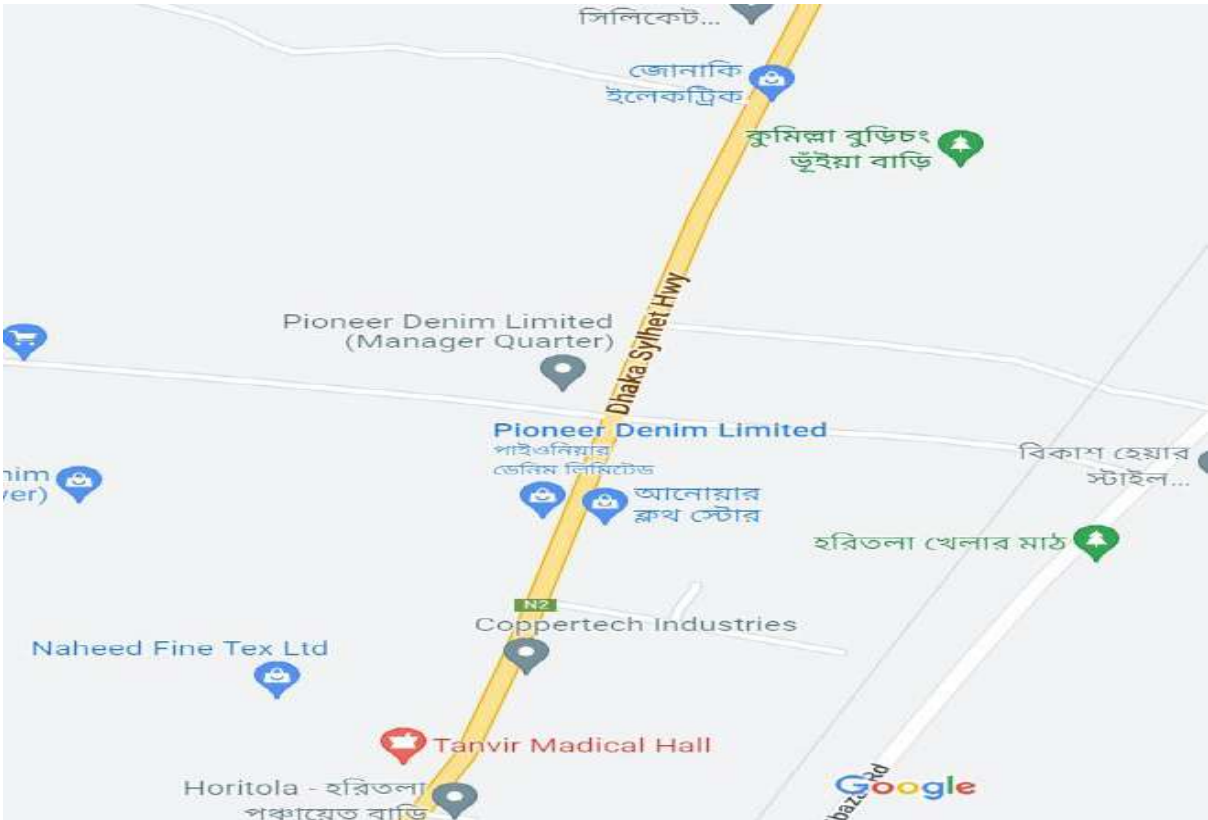 সিলিকেট...
জোনাকি
ইলেকট্রিক
কুমিল্লা বুড়িচং
ভূঁইয়া বাড়ি
Dhaka Sylhet Hwy
Pioneer Denim Limited
(Manager Quarter)
Pioneer Denim Limited
পাইওনিয়ার
ডেনিম লিমিটেড
আনোয়ার
ক্লথ স্টোর
বিকাশ হেয়ার
স্টাইল...
হরিতলা খেলার মাঠ
N2
Coppertech Industries
Naheed Fine Tex Ltd
Tanvir Madical Hall
Horitola - হরিতলা
পঞ্চায়েত বাড়ি
Rd
Google